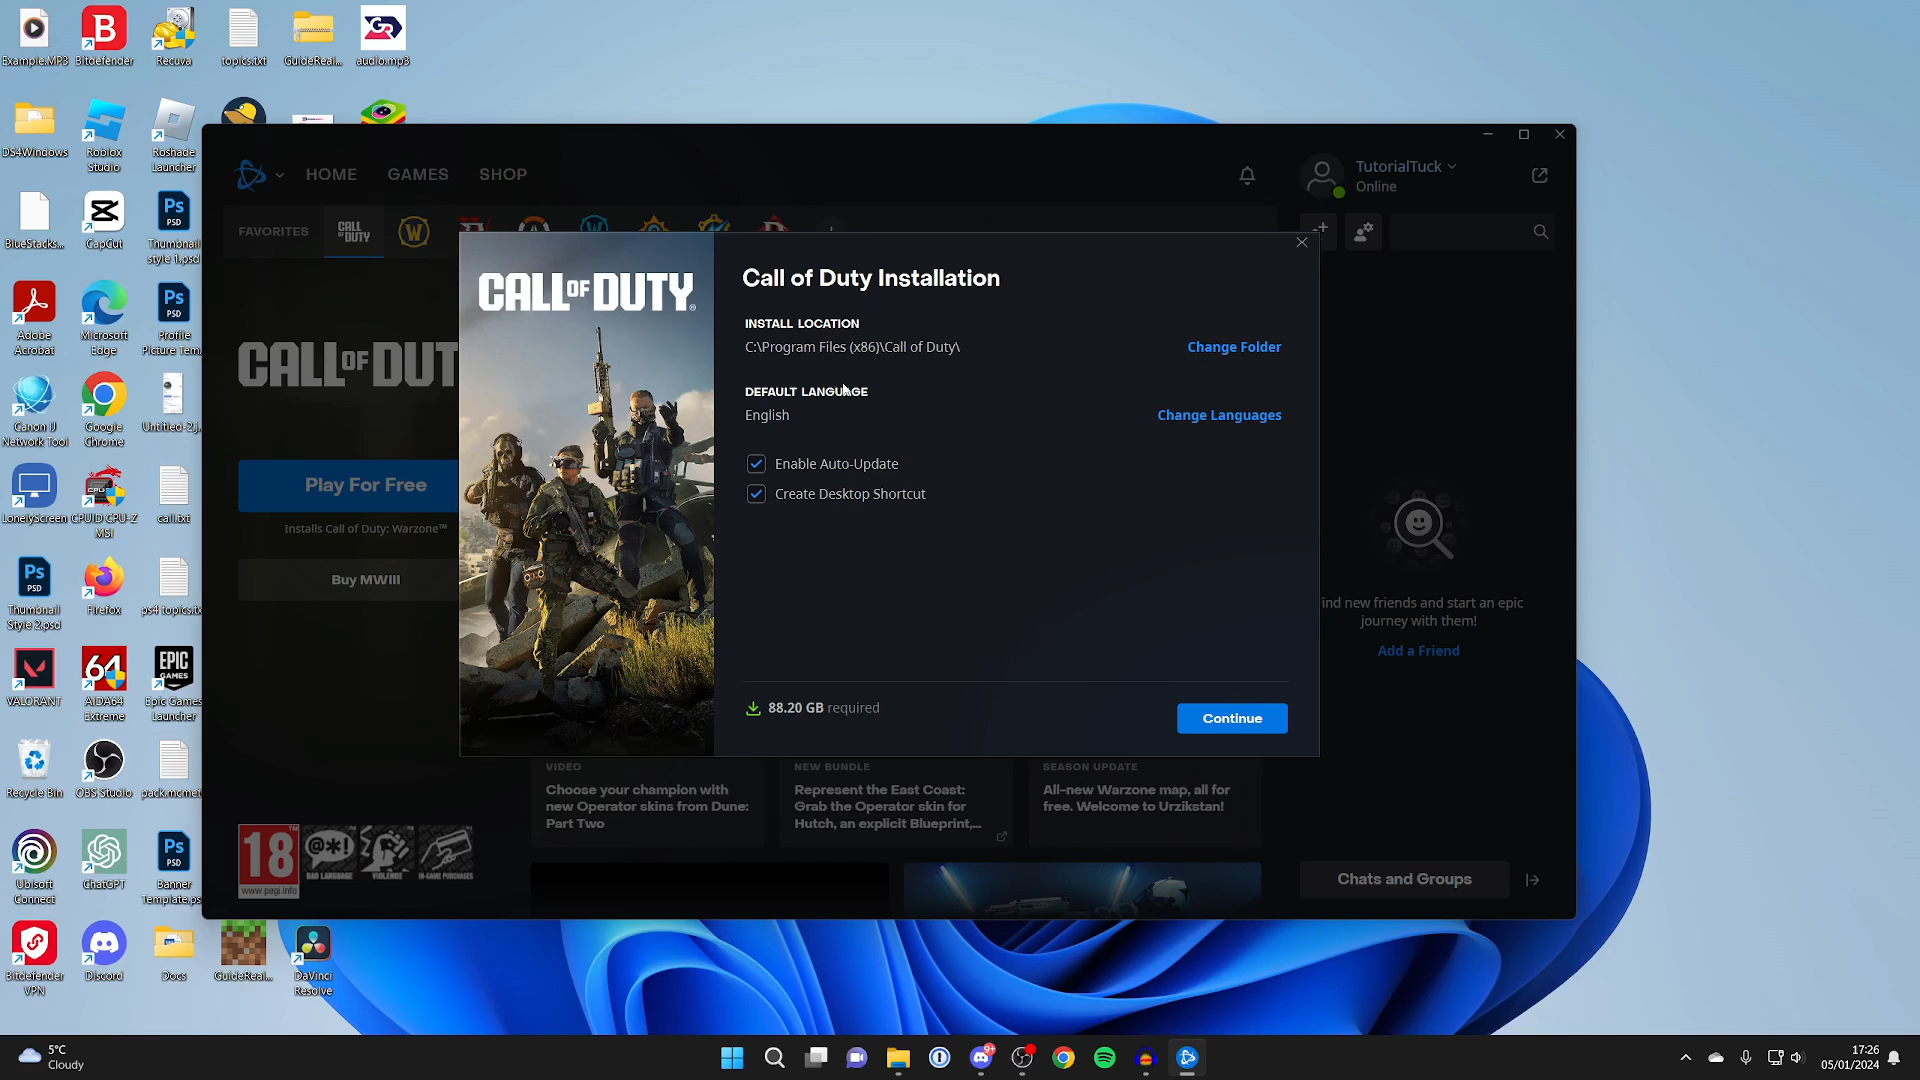 Example.MP3
Bitdefender
Recuva
topics.txt
GuideReal...
audio.mp3
DS4Windows
Roblox Studio
Roshade Launcher
BlueStacks...
CapCut
Thumbnail style 1.psd
Adobe Acrobat
Microsoft Edge
Profile Picture Tem...
Canon IJ Network Tool
Google Chrome
Untitled-2.j...
LonelyScreen
CPUID CPU-Z MSI
call.txt
Thumbnail Style 2.psd
Firefox
ps4 topics.tx
VALORANT
AIDA64 Extreme
Epic Games Launcher
Recycle Bin
OBS Studio
pack.mcmet
Ubisoft Connect
ChatGPT
Banner Template.ps
Bitdefender VPN
Discord
Docs
GuideReal...
DaVinci Resolve
HOME
GAMES
SHOP
TutorialTuck
Online
FAVORITES
CALL OF DUTY
CALL OF DUT
Play For Free
Installs Call of Duty: Warzone™
Buy MWIII
CALL OF DUTY®
Call of Duty Installation
INSTALL LOCATION
C:\Program Files (x86)\Call of Duty\
Change Folder
DEFAULT LANGUAGE
English
Change Languages
Enable Auto-Update
Create Desktop Shortcut
88.20 GB required
Continue
ind new friends and start an epic
journey with them!
Add a Friend
VIDEO
Choose your champion with
new Operator skins from Dune:
Part Two
NEW BUNDLE
Represent the East Coast:
Grab the Operator skin for
Hutch, an explicit Blueprint,...
SEASON UPDATE
All-new Warzone map, all for
free. Welcome to Urzikstan!
18
www.pegi.info
BAD LANGUAGE
VIOLENCE
IN-GAME PURCHASES
Chats and Groups
5°C
Cloudy
17:26
05/01/2024